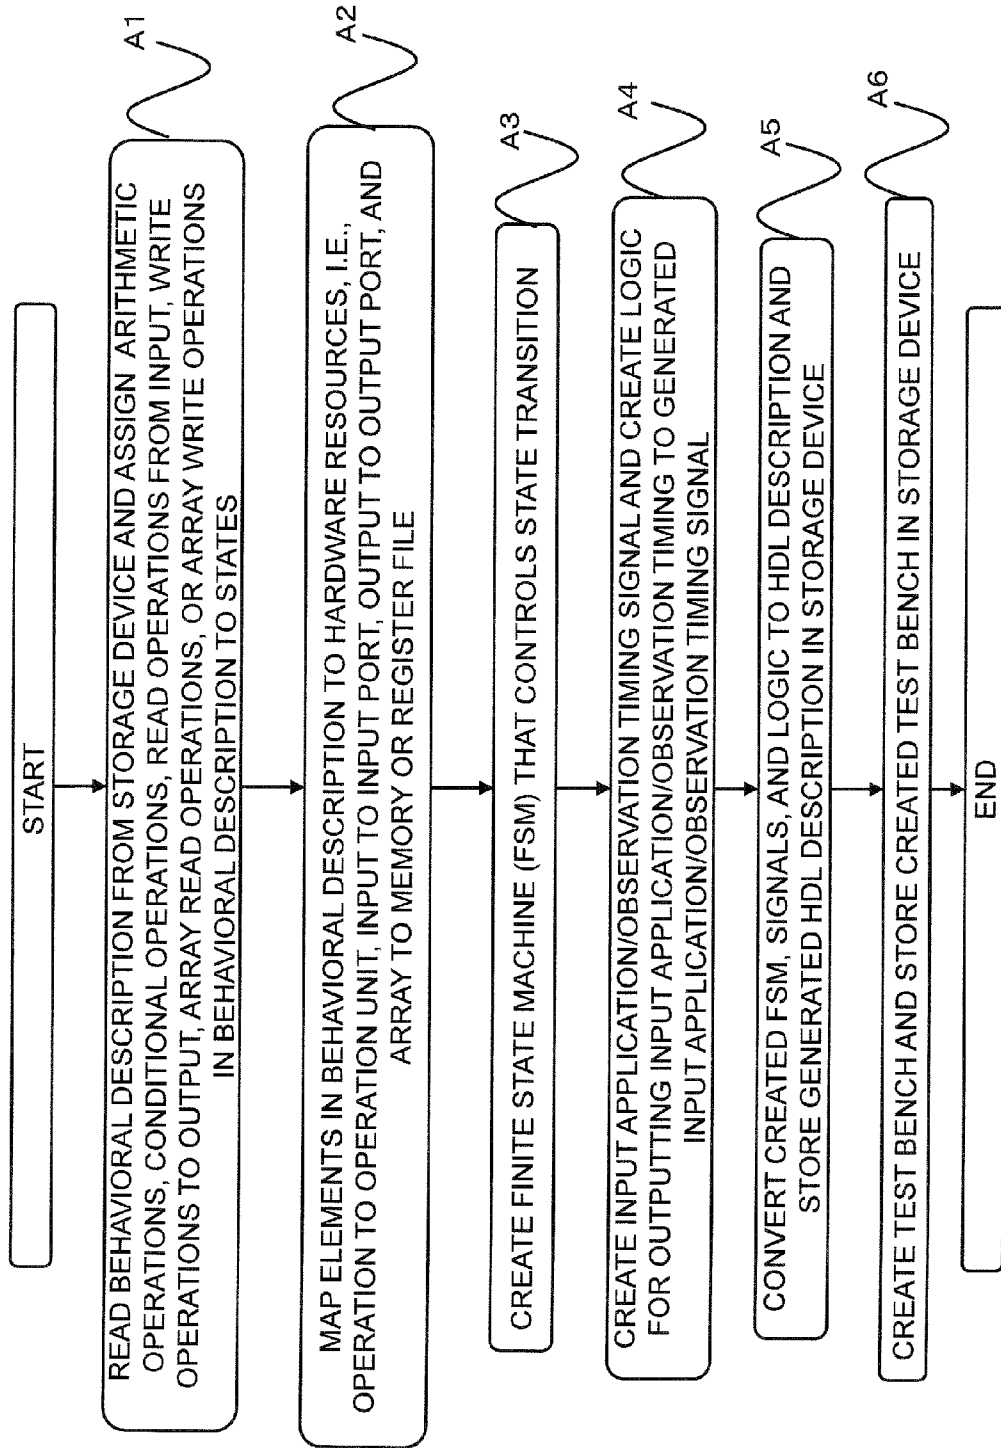 START
READ BEHAVIORAL DESCRIPTION FROM STORAGE DEVICE AND ASSIGN ARITHMETIC
OPERATIONS, CONDITIONAL OPERATIONS, READ OPERATIONS FROM INPUT, WRITE
OPERATIONS TO OUTPUT, ARRAY READ OPERATIONS, OR ARRAY WRITE OPERATIONS
IN BEHAVIORAL DESCRIPTION TO STATES
A1
MAP ELEMENTS IN BEHAVIORAL DESCRIPTION TO HARDWARE RESOURCES, I.E.,
OPERATION TO OPERATION UNIT, INPUT TO INPUT PORT, OUTPUT TO OUTPUT PORT, AND
ARRAY TO MEMORY OR REGISTER FILE
A2
CREATE FINITE STATE MACHINE (FSM) THAT CONTROLS STATE TRANSITION
A3
CREATE INPUT APPLICATION/OBSERVATION TIMING SIGNAL AND CREATE LOGIC
FOR OUTPUTTING INPUT APPLICATION/OBSERVATION TIMING TO GENERATED
INPUT APPLICATION/OBSERVATION TIMING SIGNAL
A4
CONVERT CREATED FSM, SIGNALS, AND LOGIC TO HDL DESCRIPTION AND
STORE GENERATED HDL DESCRIPTION IN STORAGE DEVICE
A5
CREATE TEST BENCH AND STORE CREATED TEST BENCH IN STORAGE DEVICE
A6
END